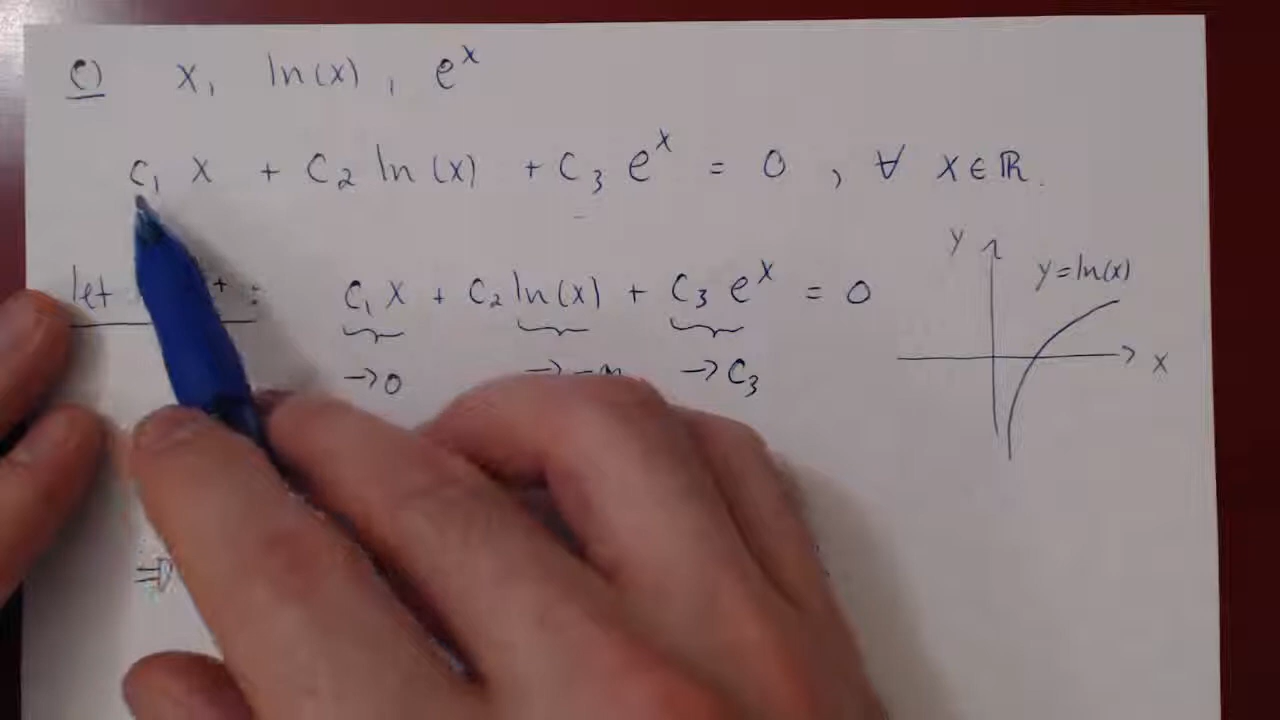 c) x, ln(x), e^x
C₁ x + C₂ ln(x) + C₃ e^x = 0 , ∀ x ∈ ℝ.
y
y=ln(x)
let + : C₁ x + C₂ ln(x) + C₃ e^x = 0
x
→0 → C₃